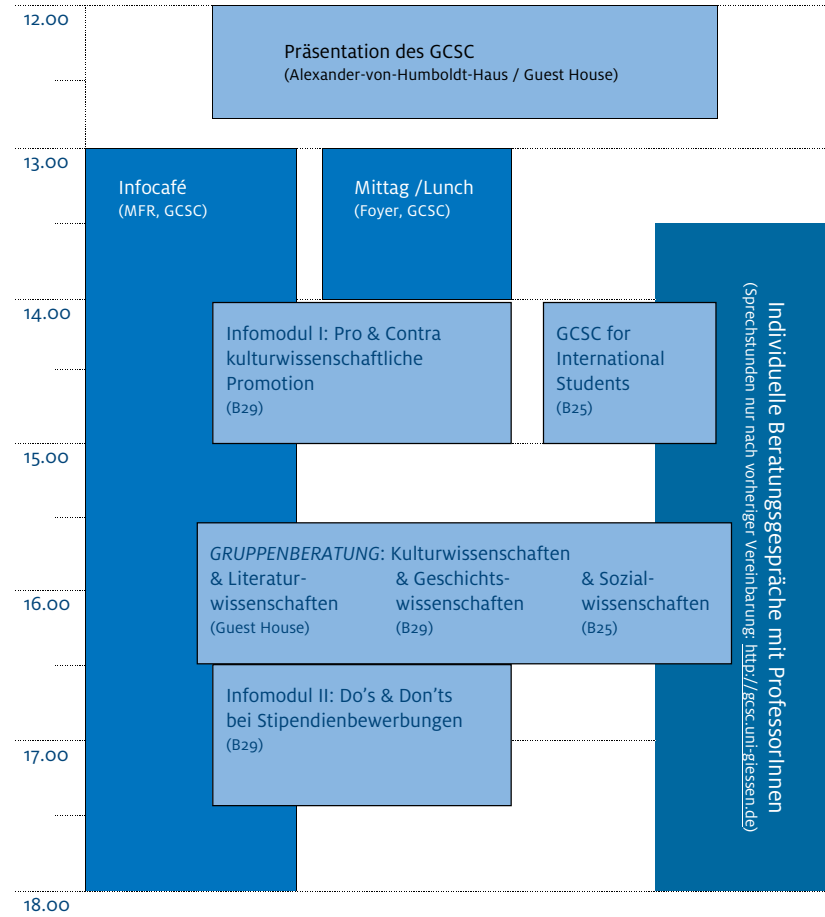 12.00
Präsentation des GCSC
(Alexander-von-Humboldt-Haus / Guest House)
13.00
Infocafé
(MFR, GCSC)
Mittag /Lunch
(Foyer, GCSC)
14.00
Infomodul I: Pro & Contra
kulturwissenschaftliche
Promotion
(B29)
GCSC for
International
Students
(B25)
Individuelle Beratungsgespräche mit ProfessorInnen
(Sprechstunden nur nach vorheriger Vereinbarung: http://gcsc.uni-giessen.de)
15.00
GRUPPENBERATUNG: Kulturwissenschaften
& Literatur-
wissenschaften
(Guest House)
& Geschichts-
wissenschaften
(B29)
& Sozial-
wissenschaften
(B25)
16.00
Infomodul II: Do's & Don'ts
bei Stipendienbewerbungen
(B29)
17.00
18.00